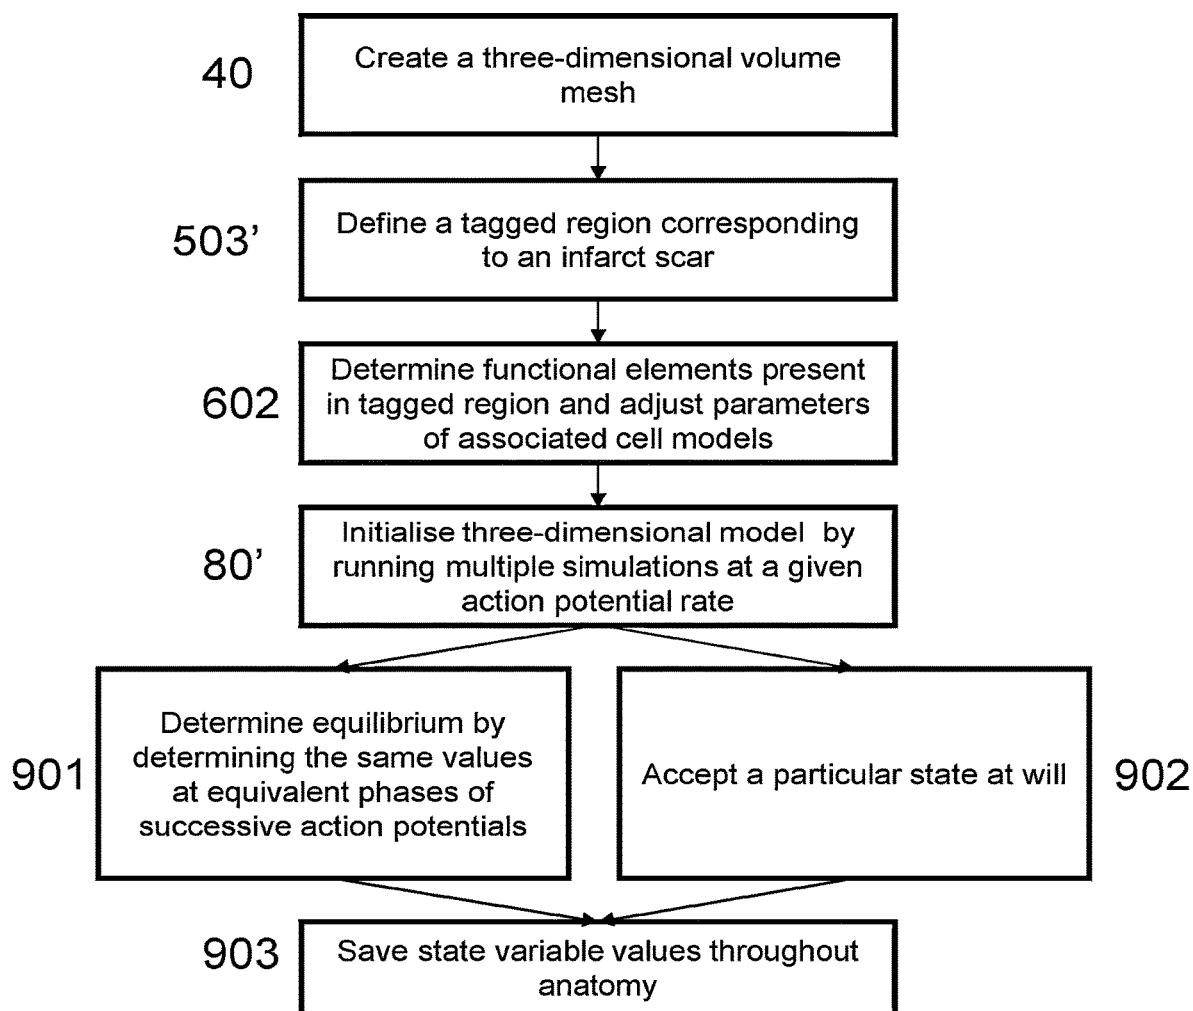 40
Create a three-dimensional volume
mesh
503’
Define a tagged region corresponding
to an infarct scar
602
Determine functional elements present
in tagged region and adjust parameters
of associated cell models
80’
Initialise three-dimensional model by
running multiple simulations at a given
action potential rate
901
Determine equilibrium by
determining the same values
at equivalent phases of
successive action potentials
Accept a particular state at will
902
903
Save state variable values throughout
anatomy